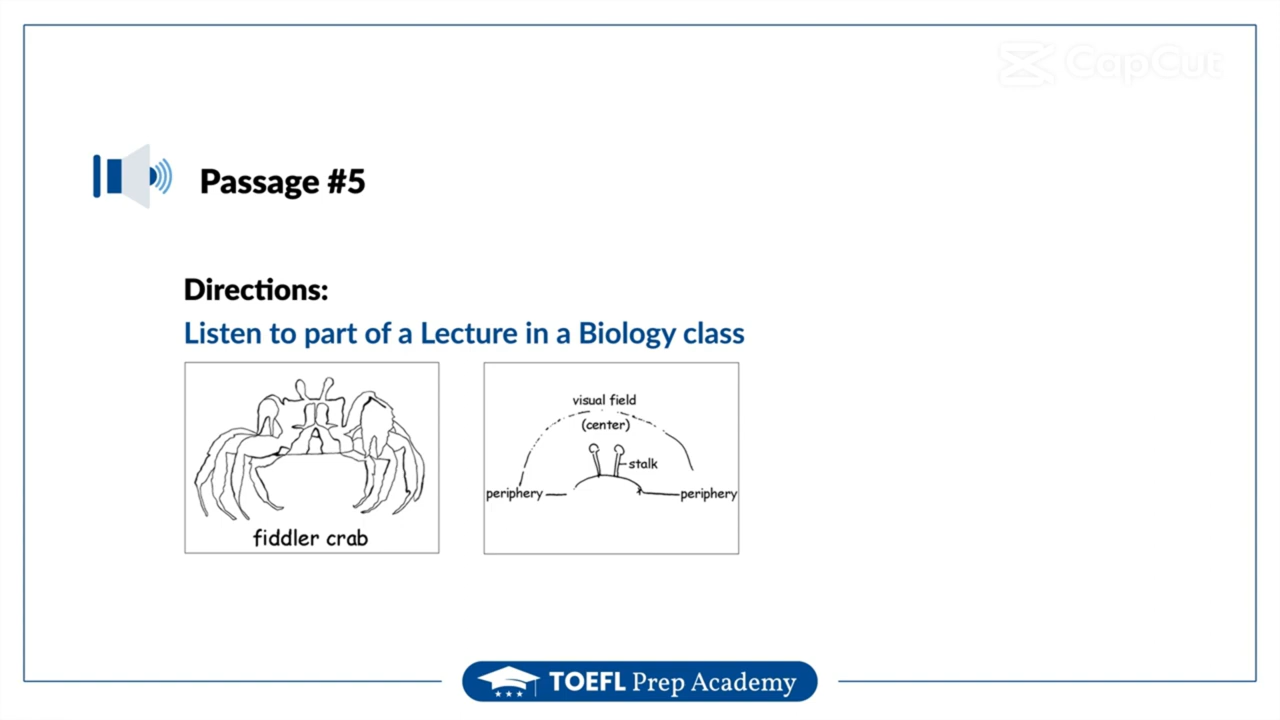 CapCut
Passage #5
Directions:
Listen to part of a Lecture in a Biology class
fiddler crab
visual field
(center)
stalk
periphery
periphery
TOEFL Prep Academy